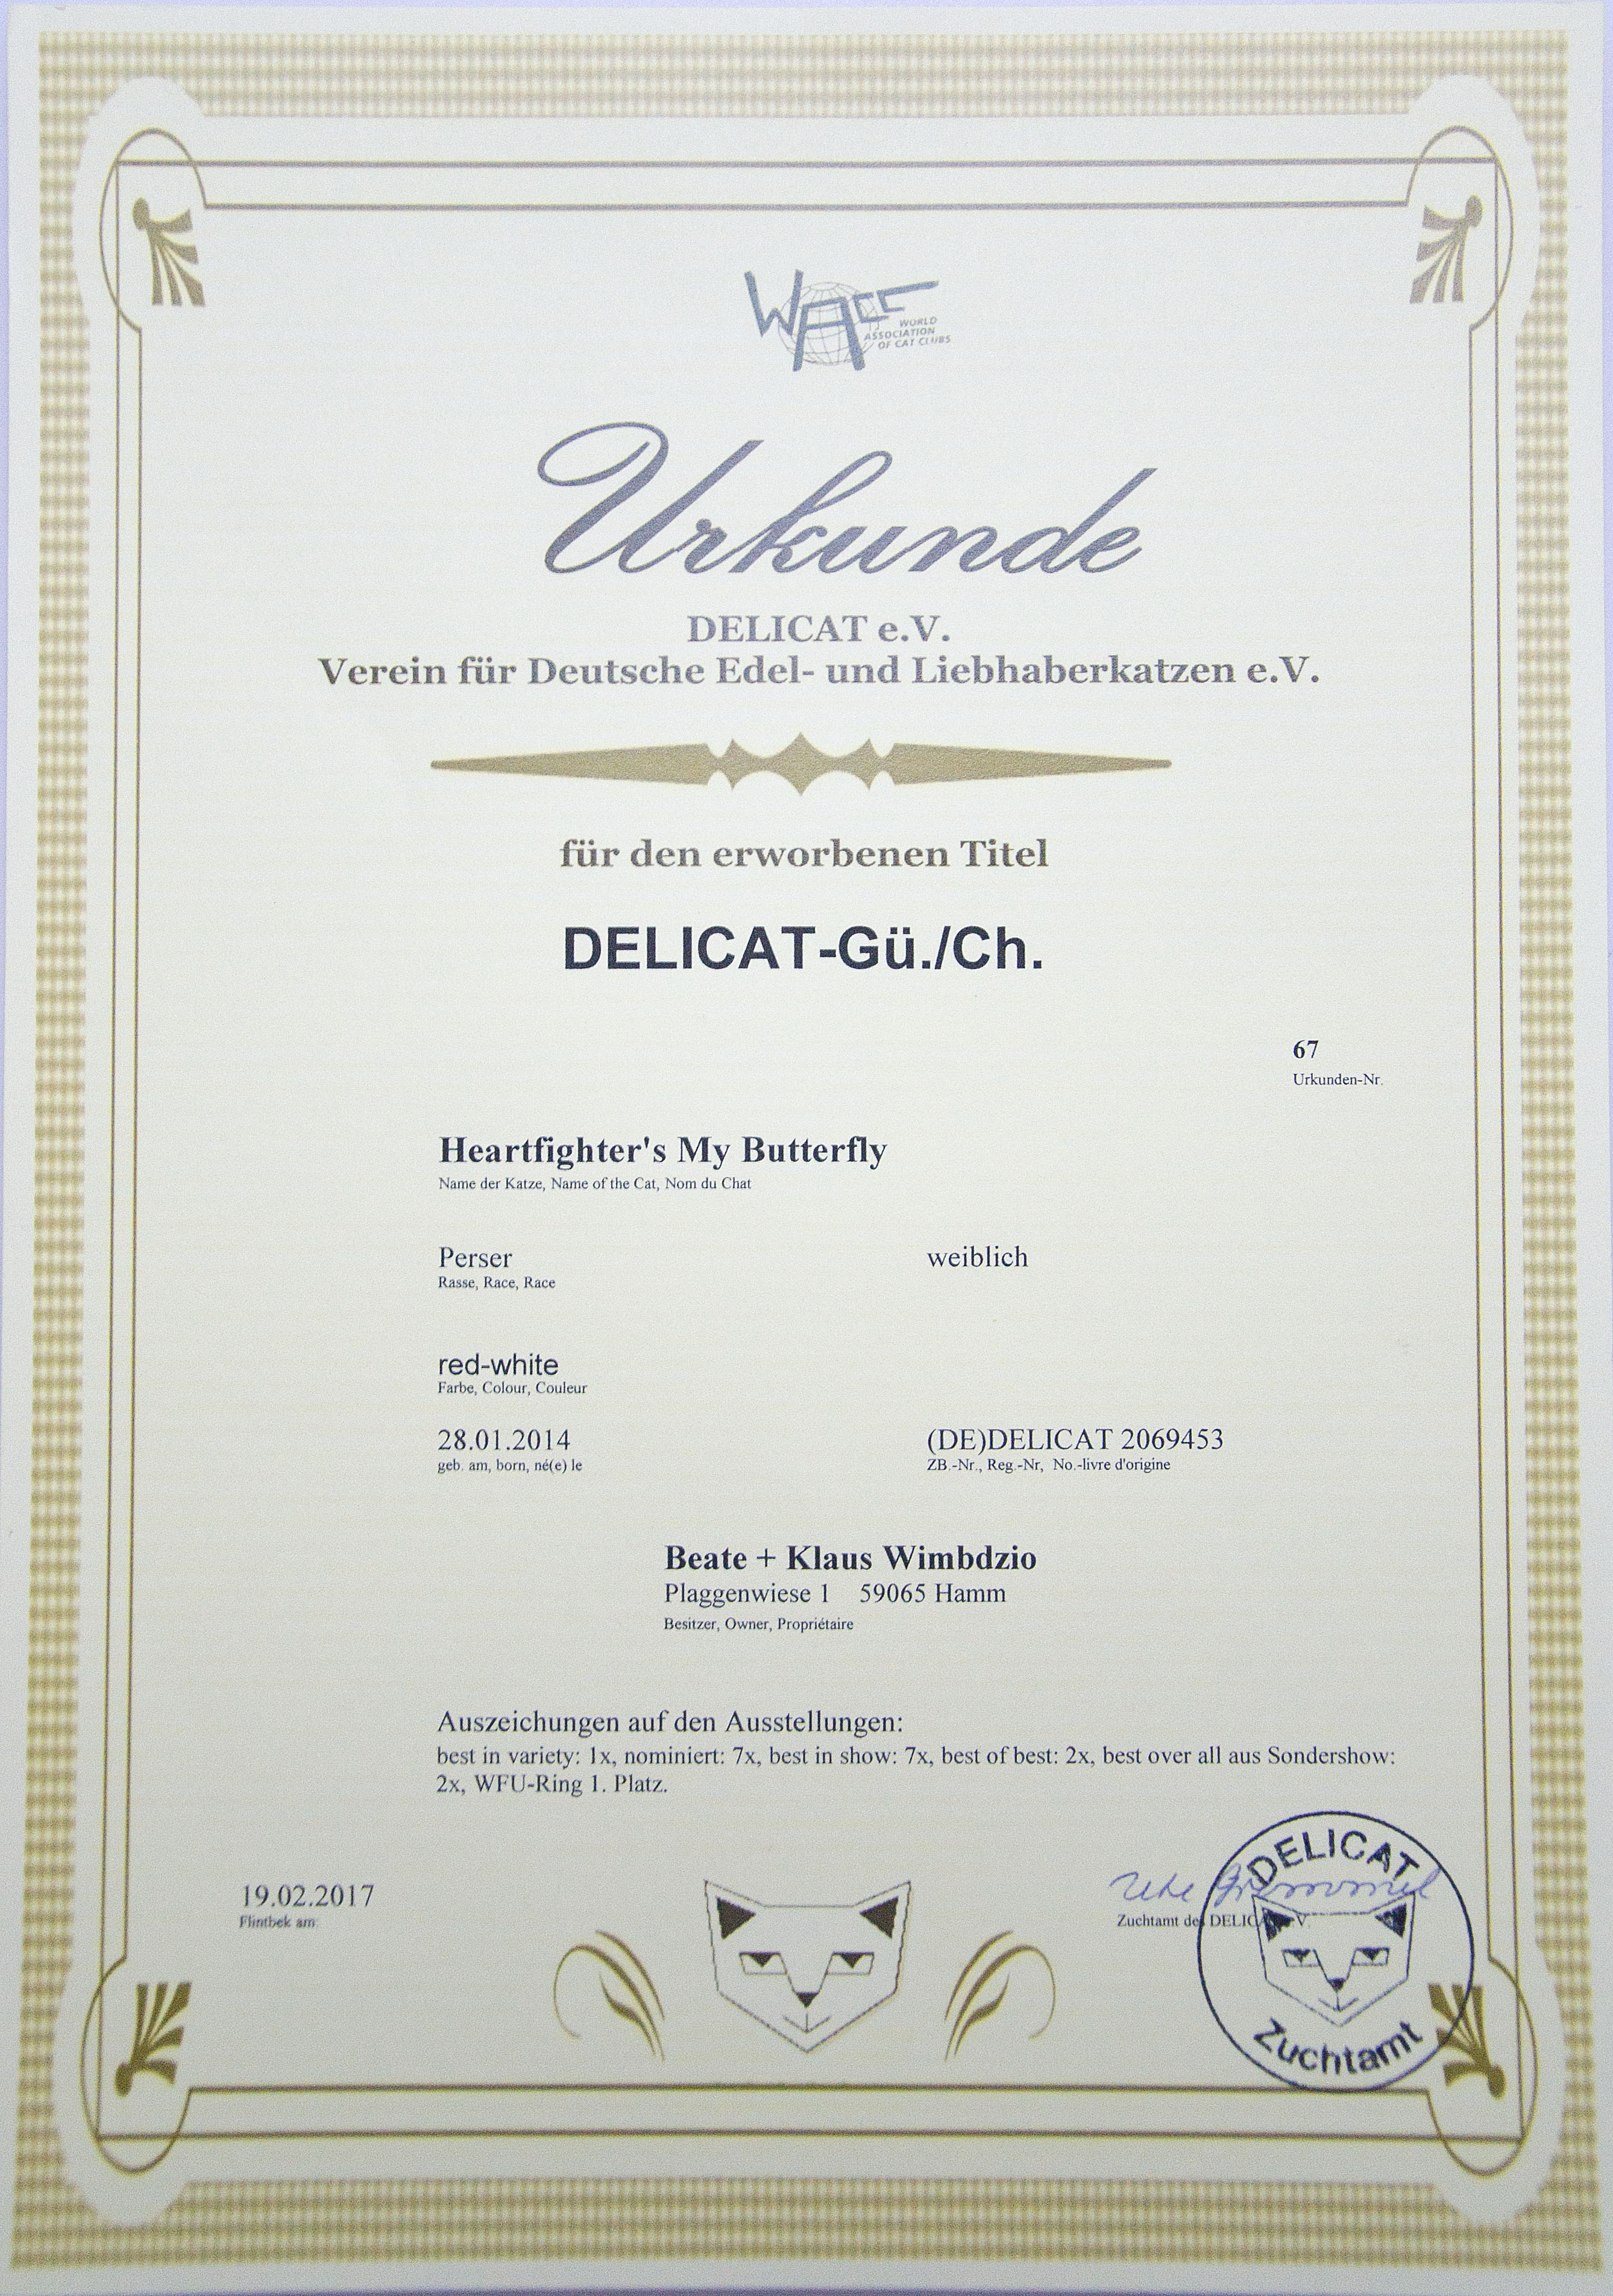 WACC
WORLD
ASSOCIATION
OF CAT CLUBS
Urkunde
DELICAT e.V.
Verein für Deutsche Edel- und Liebhaberkatzen e.V.
für den erworbenen Titel
DELICAT-Gü./Ch.
67
Urkunden-Nr.
Heartfighter's My Butterfly
Name der Katze, Name of the Cat, Nom du Chat
Perser weiblich
Rasse, Race, Race
red-white
Farbe, Colour, Couleur
28.01.2014 (DE)DELICAT 2069453
geb. am, born, né(e) le ZB.-Nr., Reg.-Nr, No.-livre d'origine
Beate + Klaus Wimbdzio
Plaggenwiese 1 59065 Hamm
Besitzer, Owner, Propriétaire
Auszeichungen auf den Ausstellungen:
best in variety: 1x, nominiert: 7x, best in show: 7x, best of best: 2x, best over all aus Sondershow:
2x, WFU-Ring 1. Platz.
DELICAT
19.02.2017
Flintbek am: Zuchtamt des DELICAT e.V.
Zuchtamt